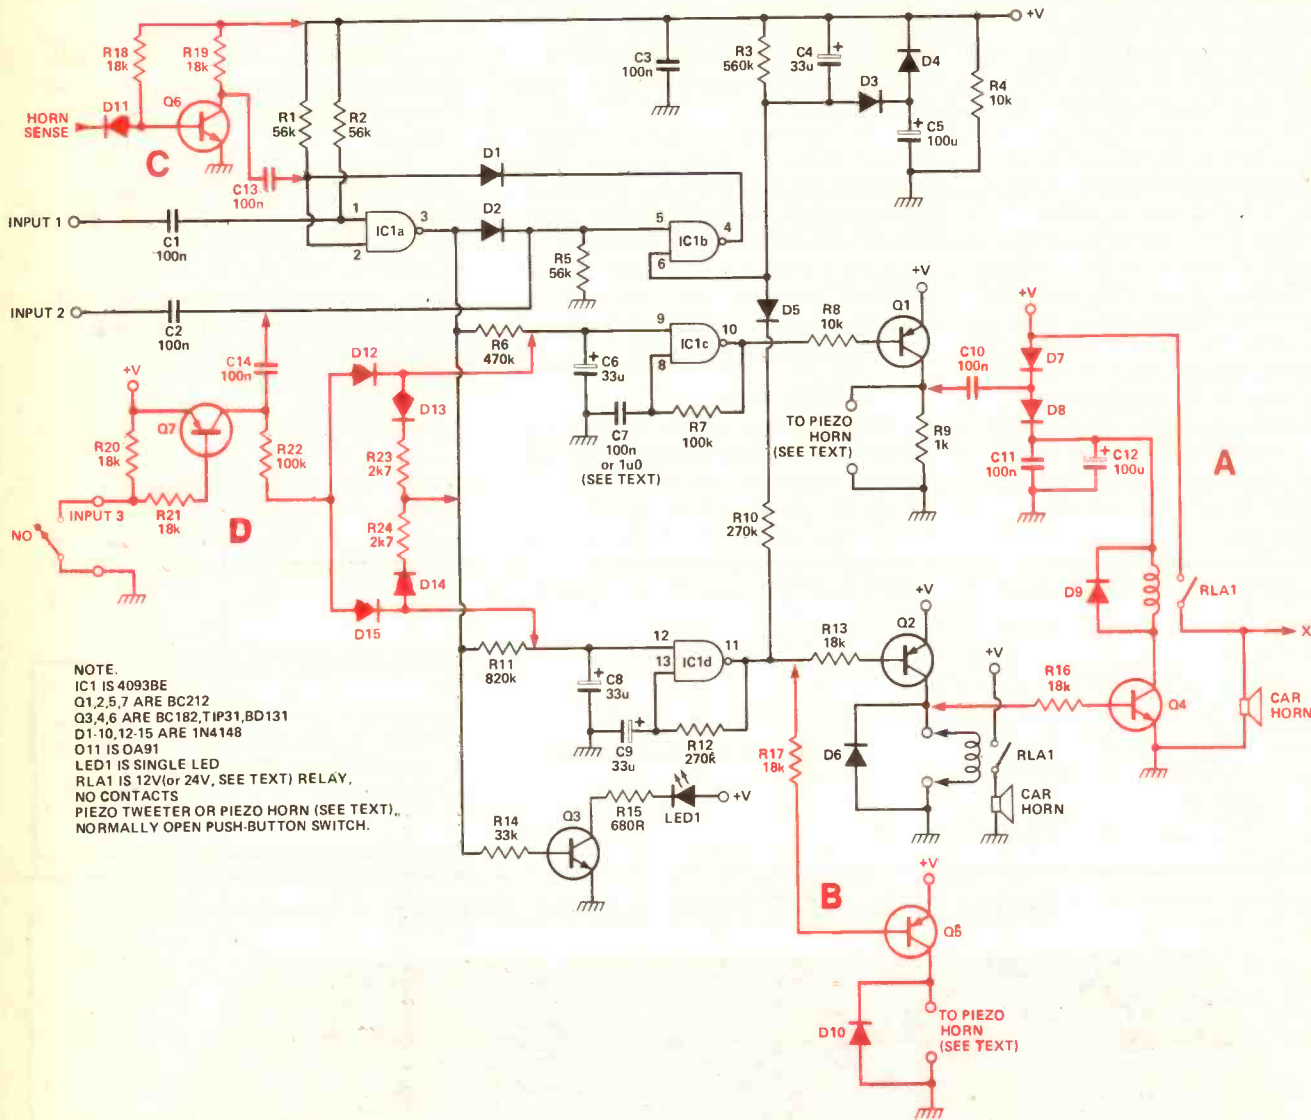 +V
R18
18k
R19
18k
Q6
D11
HORN
SENSE
C
C13
100n
R1
56k
R2
56k
C3
100n
R3
560k
C4
33u
+
D3
D4
C5
100u
+
R4
10k
D1
D2
INPUT 1
C1
100n
1
2
3
IC1a
R5
56k
5
6
4
IC1b
INPUT 2
C2
100n
C14
100n
R6
470k
9
8
10
IC1c
C6
33u
+
C7
100n
or 1u0
(SEE TEXT)
R7
100k
D5
R8
10k
+V
Q1
TO PIEZO
HORN
(SEE TEXT)
R9
1k
C10
100n
+V
D7
D8
C11
100n
C12
100u
+
A
D9
RLA1
X
CAR
HORN
R16
18k
Q4
+V
Q7
R20
18k
R21
18k
R22
100k
INPUT 3
NO
D
D12
D13
R23
2k7
R24
2k7
D14
D15
R10
270k
R11
820k
12
13
11
IC1d
C8
33u
+
C9
33u
+
R12
270k
R13
18k
+V
Q2
D6
+V
RLA1
CAR
HORN
R17
18k
R14
33k
Q3
R15
680R
LED1
+V
B
+V
Q5
D10
TO PIEZO
HORN
(SEE TEXT)
NOTE.
IC1 IS 4093BE
Q1,2,5,7 ARE BC212
Q3,4,6 ARE BC182,TIP31,BD131
D1-10,12-15 ARE 1N4148
D11 IS OA91
LED1 IS SINGLE LED
RLA1 IS 12V(or 24V, SEE TEXT) RELAY,
NO CONTACTS
PIEZO TWEETER OR PIEZO HORN (SEE TEXT),,
NORMALLY OPEN PUSH-BUTTON SWITCH.